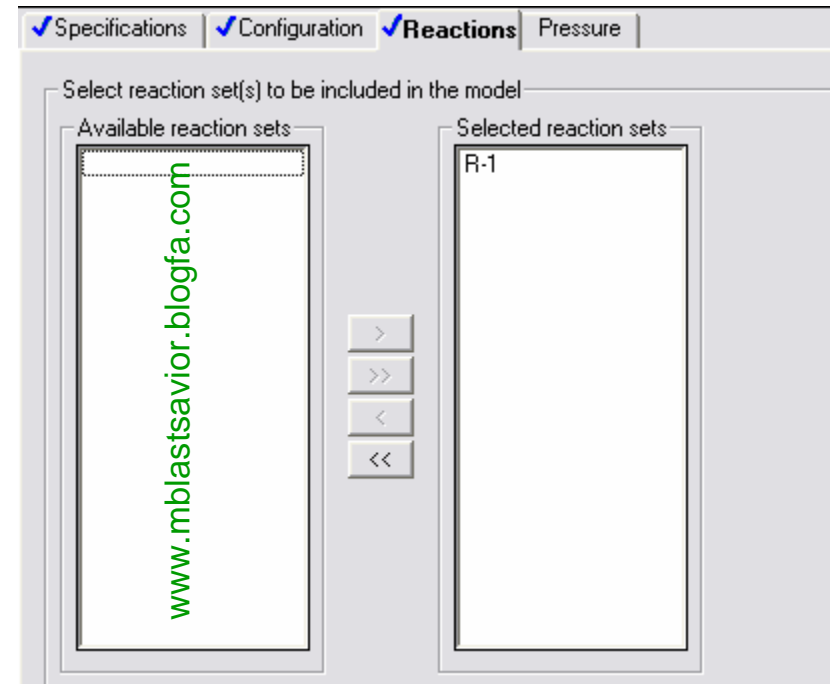 Specifications Configuration Reactions Pressure
Select reaction set(s) to be included in the model
Available reaction sets Selected reaction sets
R-1
www.mblastsavior.blogfa.com
>
>>
<
<<